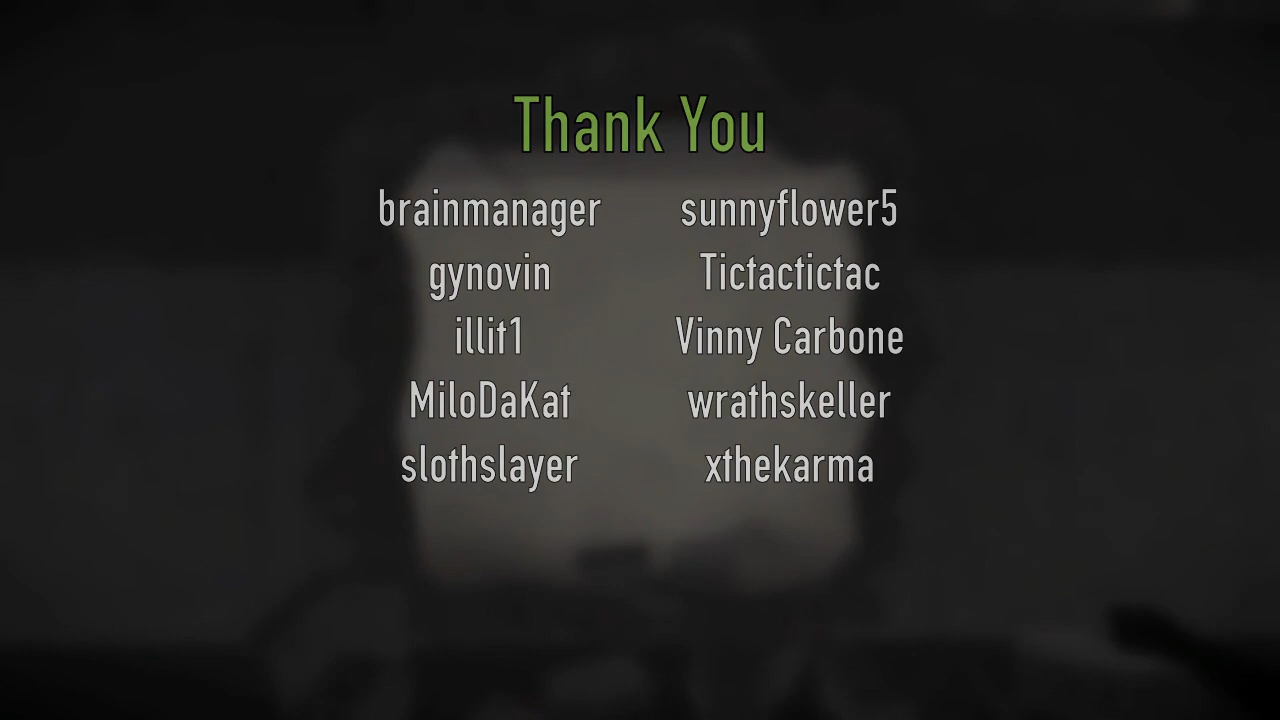 Thank You
brainmanager
gynovin
illit1
MiloDaKat
slothslayer
sunnyflower5
Tictactictac
Vinny Carbone
wrathskeller
xthekarma